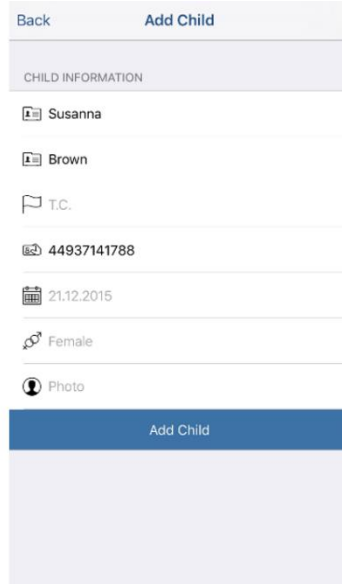 Back
Add Child
CHILD INFORMATION
Susanna
Brown
T.C.
44937141788
21.12.2015
Female
Photo
Add Child